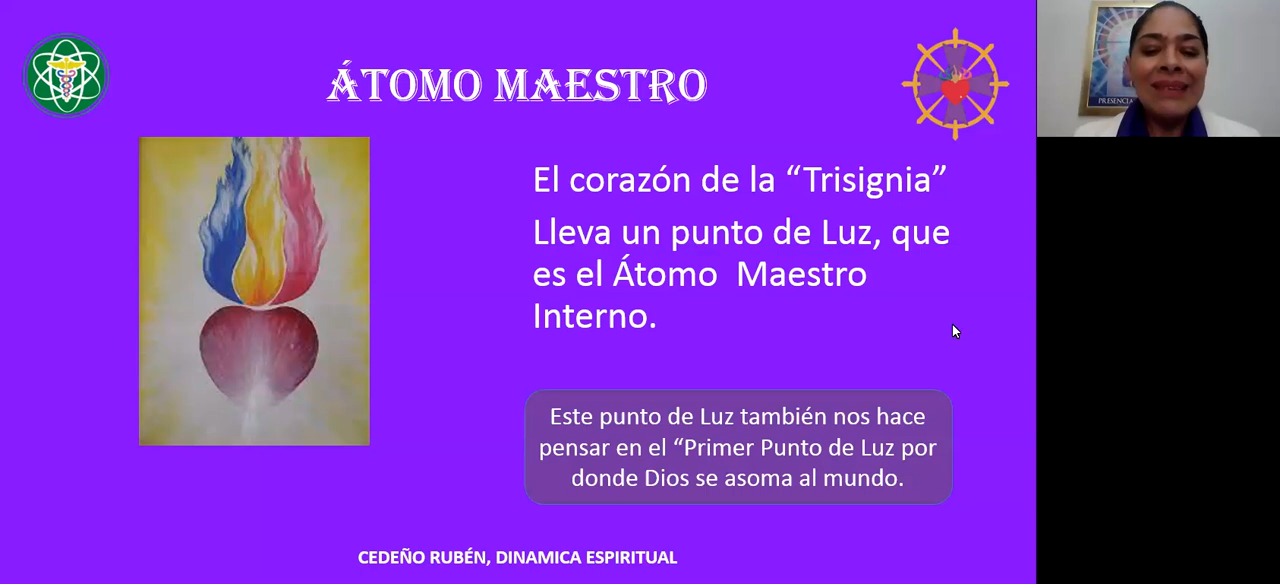 ÁTOMO MAESTRO
El corazón de la “Trisignia”
Lleva un punto de Luz, que
es el Átomo  Maestro
Interno.
Este punto de Luz también nos hace
pensar en el “Primer Punto de Luz por
donde Dios se asoma al mundo.
CEDEÑO RUBÉN, DINAMICA ESPIRITUAL